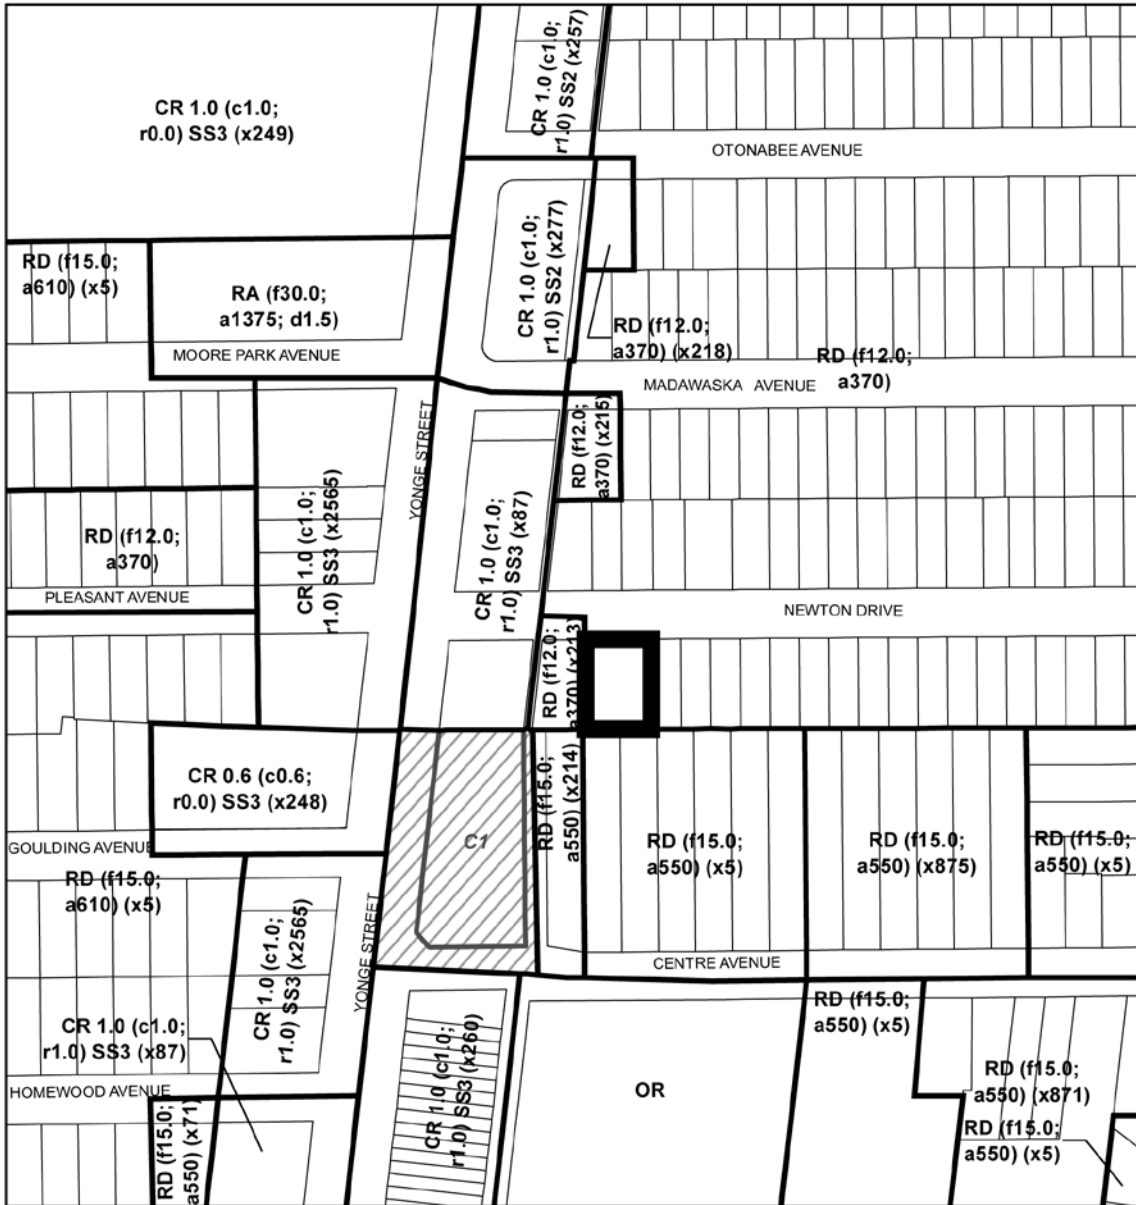 CR 1.0 (c1.0;
r1.0) SS2 (x257)
CR 1.0 (c1.0;
r0.0) SS3 (x249)
OTONABEE AVENUE
CR 1.0 (c1.0;
r1.0) SS2 (x277)
RD (f15.0;
a610) (x5)
RA (f30.0;
a1375; d1.5)
RD (f12.0;
a370) (x218)
RD (f12.0;
a370)
MOORE PARK AVENUE
MADAWASKA AVENUE
YONGE STREET
RD (f12.0;
a370) (x215)
CR 1.0 (c1.0;
r1.0) SS3 (x2565)
CR 1.0 (c1.0;
r1.0) SS3 (x87)
RD (f12.0;
a370)
PLEASANT AVENUE
NEWTON DRIVE
RD (f12.0;
a370) (x213)
CR 0.6 (c0.6;
r0.0) SS3 (x248)
RD (f15.0;
a550) (x214)
C1
RD (f15.0;
a550) (x5)
RD (f15.0;
a550) (x875)
RD (f15.0;
a550) (x5)
GOULDING AVENUE
RD (f15.0;
a610) (x5)
YONGE STREET
CR 1.0 (c1.0;
r1.0) SS3 (x2565)
CENTRE AVENUE
RD (f15.0;
a550) (x5)
CR 1.0 (c1.0;
r1.0) SS3 (x87)
CR 1.0 (c1.0;
r1.0) SS3 (x260)
OR
RD (f15.0;
a550) (x871)
HOMEWOOD AVENUE
RD (f15.0;
a550) (x71)
RD (f15.0;
a550) (x5)